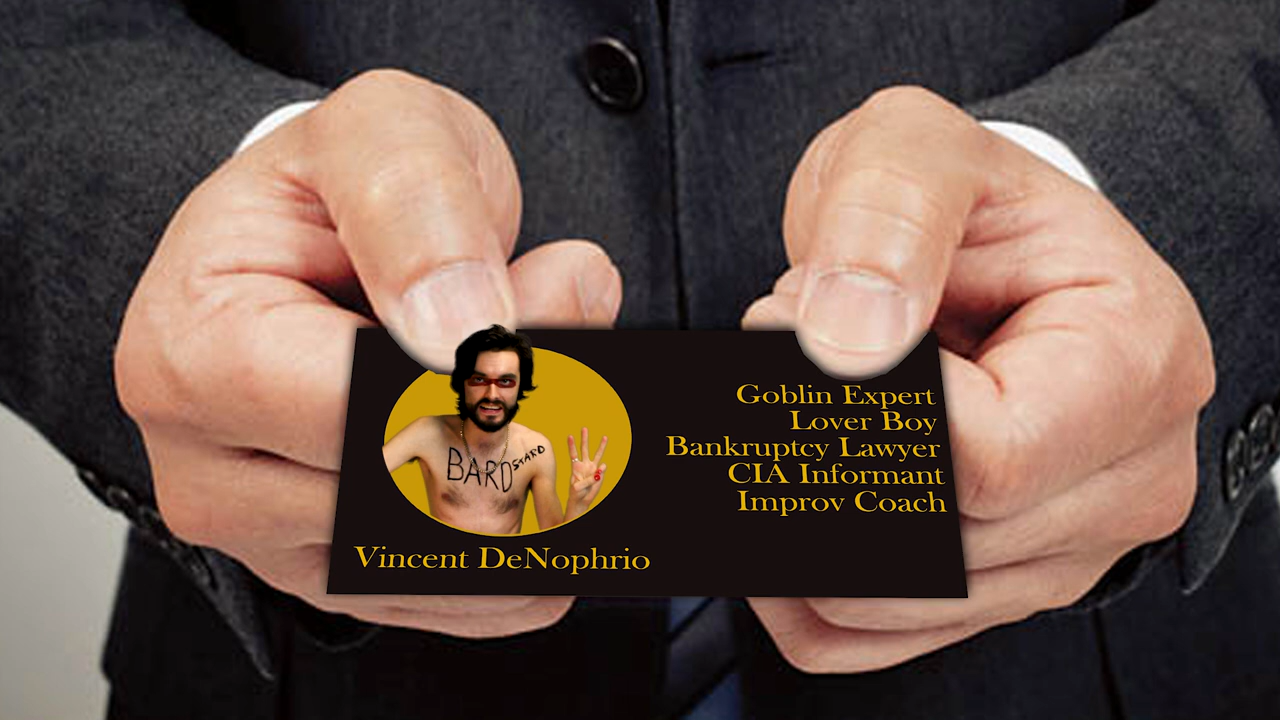 BARDSTARD
Vincent DeNophrio
Goblin Expert
Lover Boy
Bankruptcy Lawyer
CIA Informant
Improv Coach